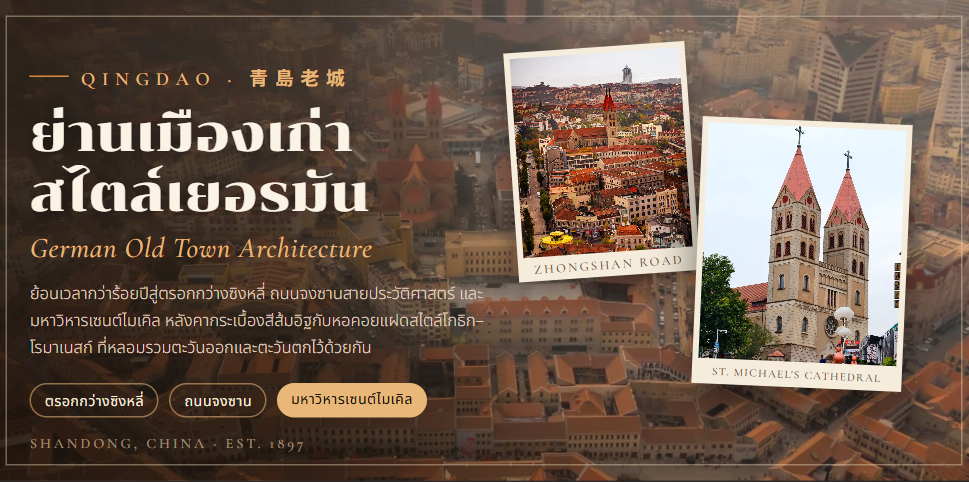 QINGDAO · 青島老城
ย่านเมืองเก่า
สไตล์เยอรมัน
German Old Town Architecture
ย้อนเวลากว่าร้อยปีสู่ตรอกกว่างซิงหลี่ ถนนจงซานสายประวัติศาสตร์ และ
มหาวิหารเซนต์ไมเคิล หลังคากระเบื้องสีส้มอิฐกับหอคอยแฝดสไตล์โกธิก–
โรมาเนสก์ ที่หลอมรวมตะวันออกและตะวันตกไว้ด้วยกัน
ตรอกกว่างซิงหลี่ ถนนจงซาน มหาวิหารเซนต์ไมเคิล
SHANDONG, CHINA · EST. 1897
ZHONGSHAN ROAD
ST. MICHAEL'S CATHEDRAL